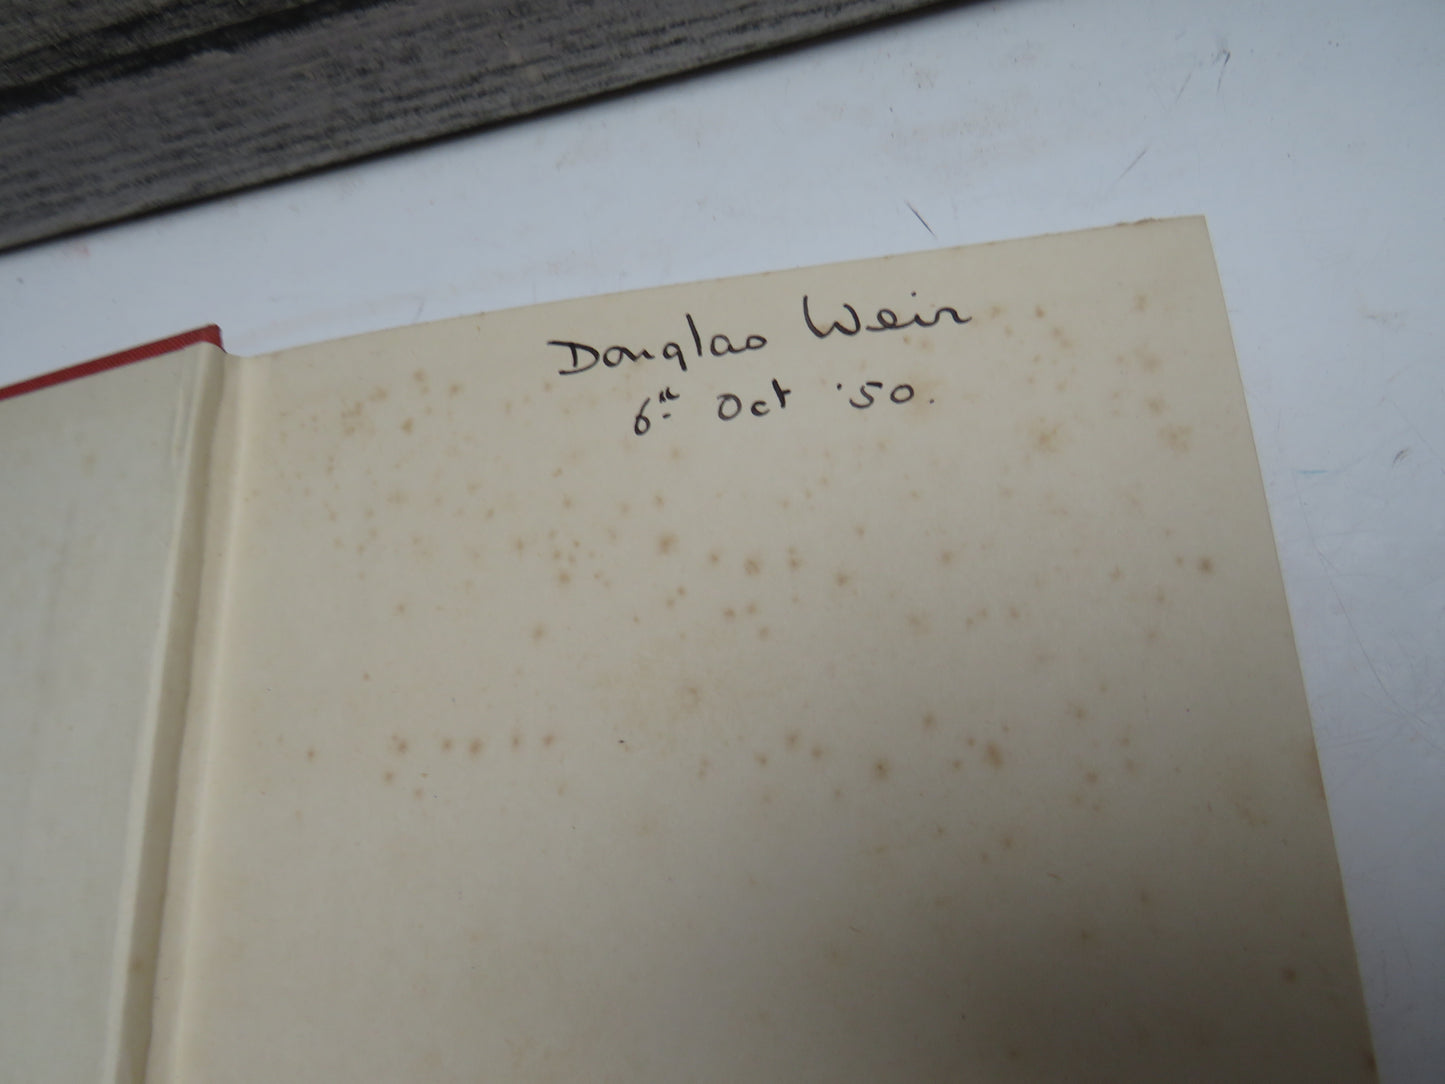 Douglas Weir
6th Oct '50.